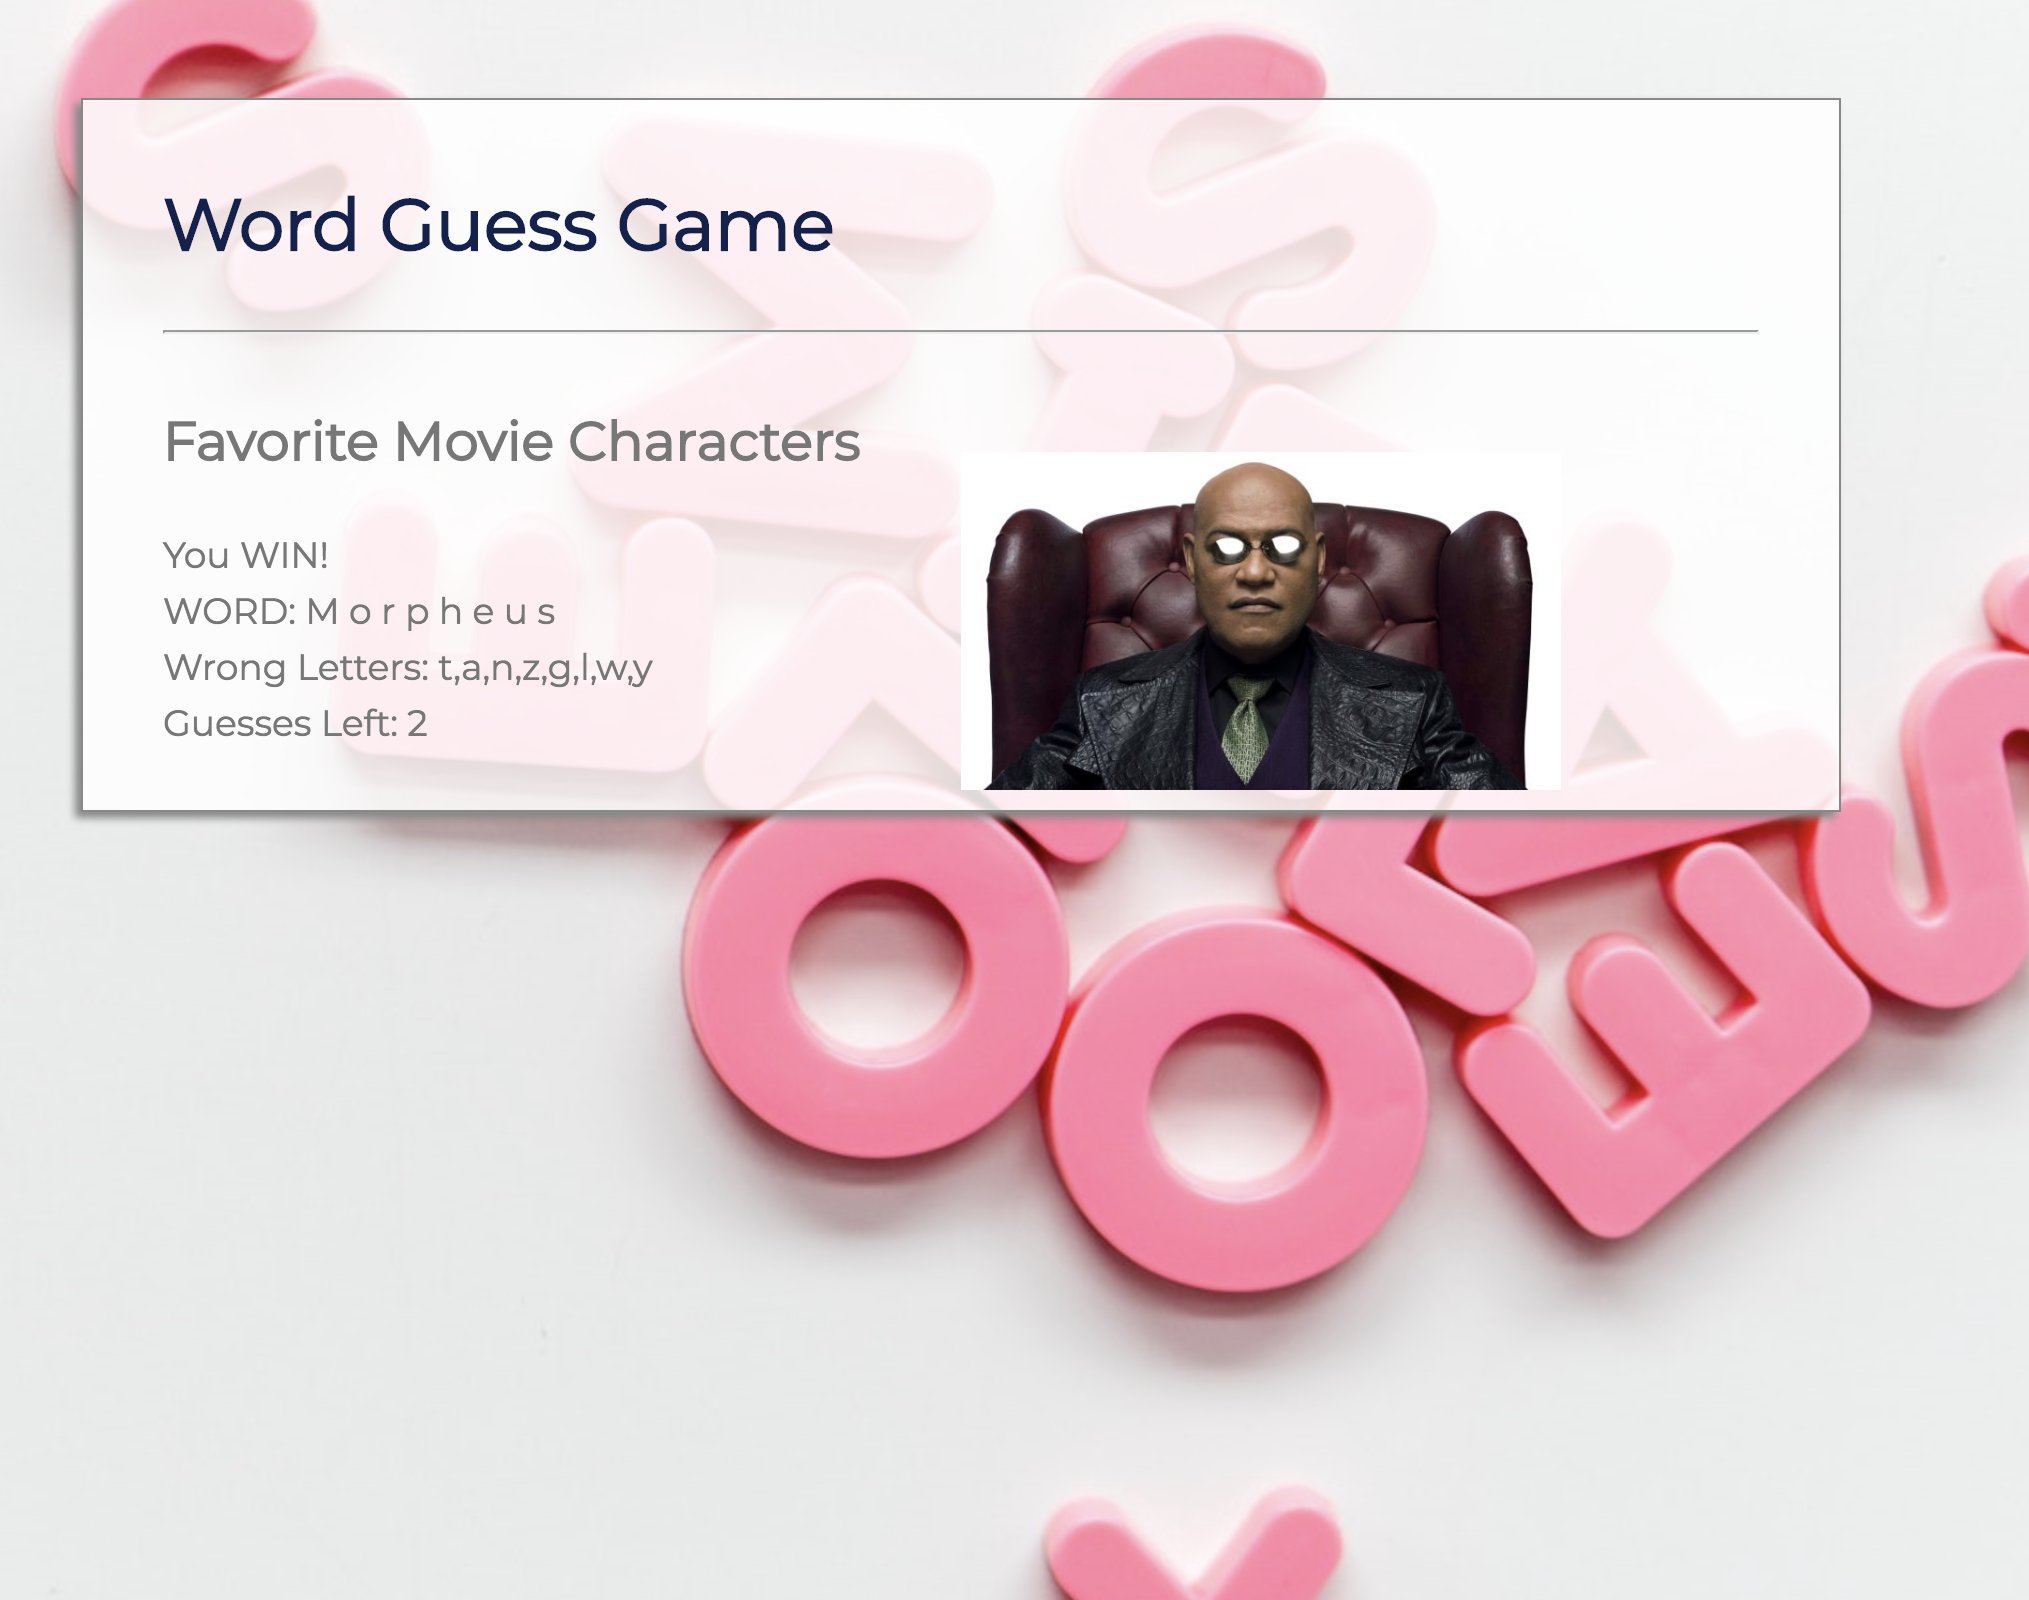 Word Guess Game
Favorite Movie Characters
You WIN!
WORD: M o r p h e u s
Wrong Letters: t,a,n,z,g,l,w,y
Guesses Left: 2